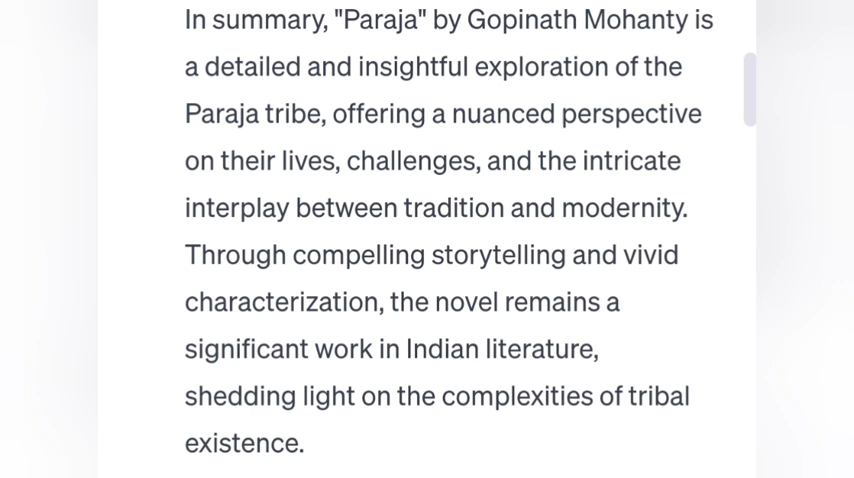 In summary, "Paraja" by Gopinath Mohanty is
a detailed and insightful exploration of the
Paraja tribe, offering a nuanced perspective
on their lives, challenges, and the intricate
interplay between tradition and modernity.
Through compelling storytelling and vivid
characterization, the novel remains a
significant work in Indian literature,
shedding light on the complexities of tribal
existence.